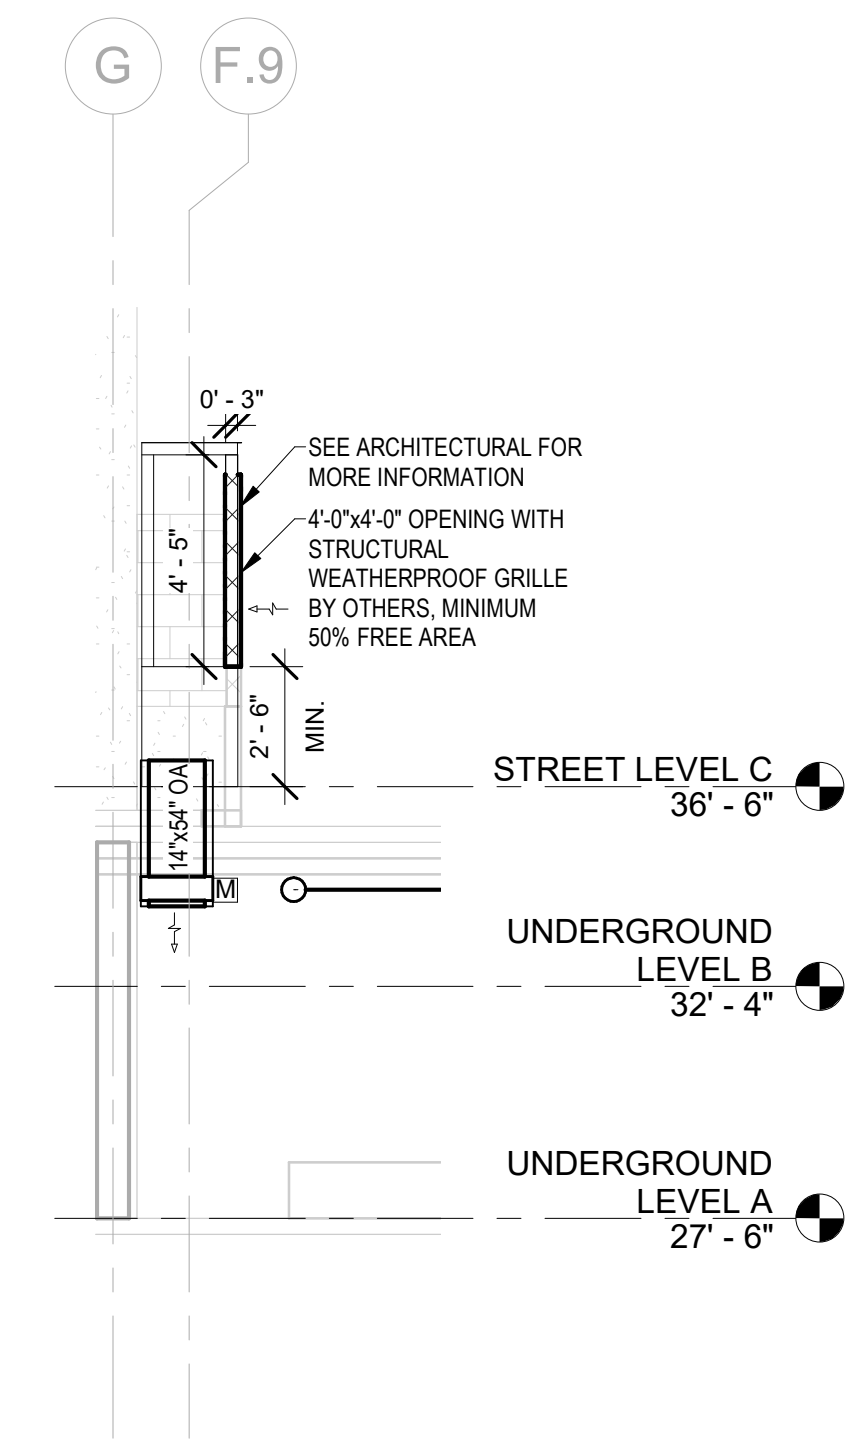 G
F.9
0' - 3"
SEE ARCHITECTURAL FOR
MORE INFORMATION
4'-0"x4'-0" OPENING WITH
STRUCTURAL
WEATHERPROOF GRILLE
BY OTHERS, MINIMUM
50% FREE AREA
4' - 5"
2' - 6"
MIN.
STREET LEVEL C
36' - 6"
14"x54" OA
M
-
UNDERGROUND
LEVEL B
32' - 4"
UNDERGROUND
LEVEL A
27' - 6"